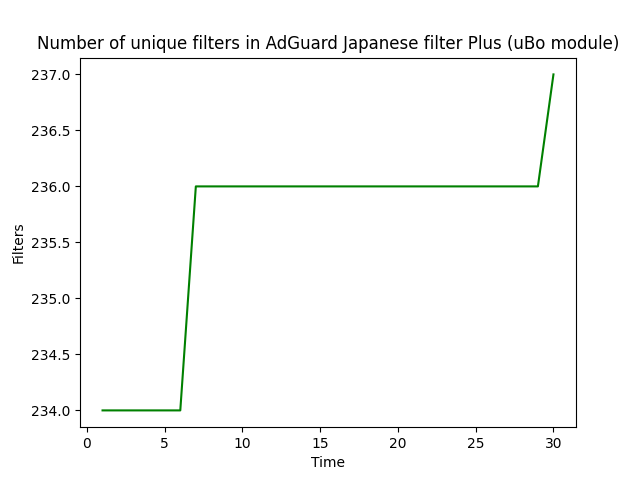 Number of unique filters in AdGuard Japanese filter Plus (uBo module)
237.0
236.5
236.0
235.5
235.0
234.5
234.0
Filters
0 5 10 15 20 25 30
Time